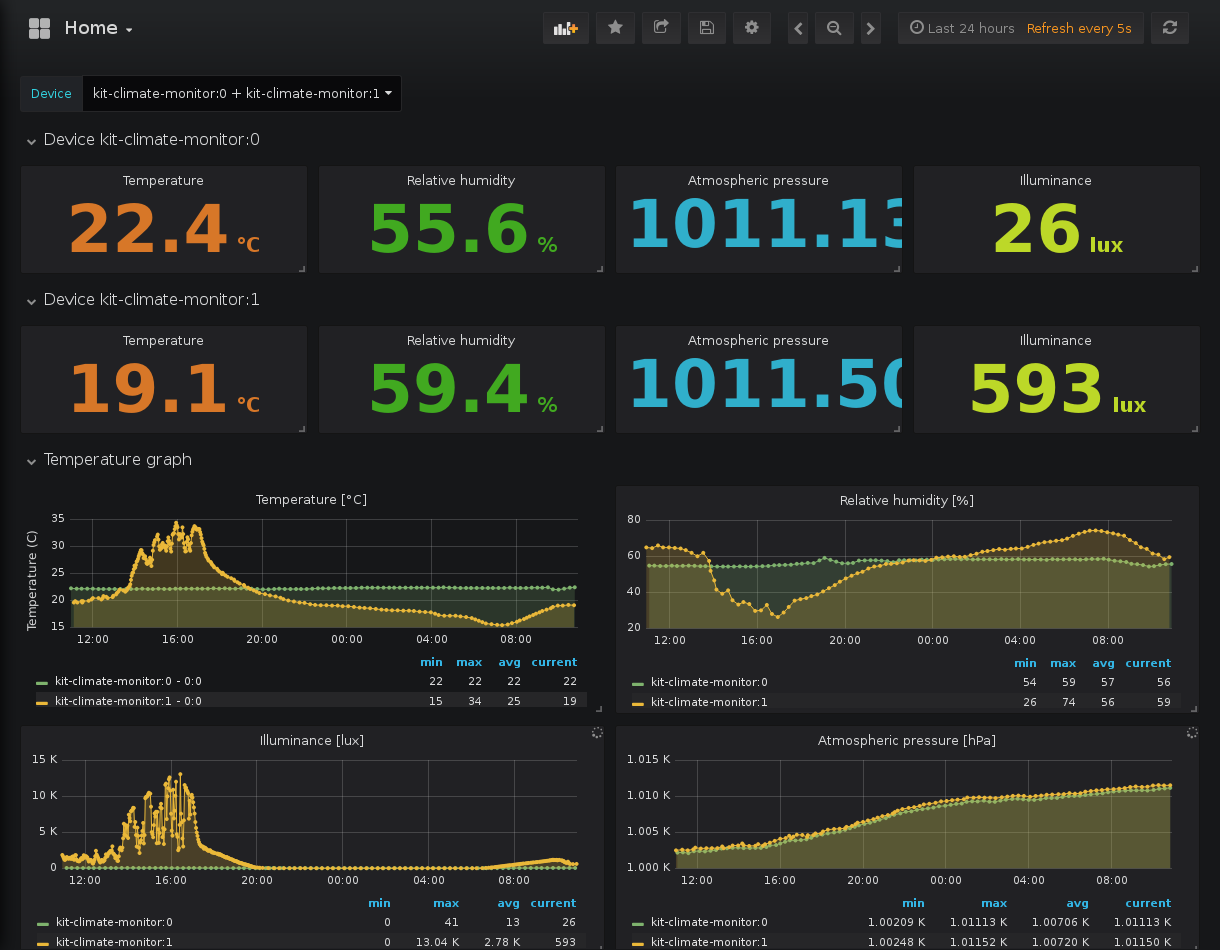 Home
Last 24 hours Refresh every 5s
Device kit-climate-monitor:0 + kit-climate-monitor:1
Device kit-climate-monitor:0
Temperature Relative humidity Atmospheric pressure Illuminance
22.4 °C 55.6 % 1011.13 26 lux
Device kit-climate-monitor:1
Temperature Relative humidity Atmospheric pressure Illuminance
19.1 °C 59.4 % 1011.50 593 lux
Temperature graph
Temperature [°C]
Temperature (C)
35
30
25
20
15
12:00 16:00 20:00 00:00 04:00 08:00
min max avg current
kit-climate-monitor:0 - 0:0 22 22 22 22
kit-climate-monitor:1 - 0:0 15 34 25 19
Relative humidity [%]
80
60
40
20
12:00 16:00 20:00 00:00 04:00 08:00
min max avg current
kit-climate-monitor:0 54 59 57 56
kit-climate-monitor:1 26 74 56 59
Illuminance [lux]
15 K
10 K
5 K
0
12:00 16:00 20:00 00:00 04:00 08:00
min max avg current
kit-climate-monitor:0 0 41 13 26
kit-climate-monitor:1 0 13.04 K 2.78 K 593
Atmospheric pressure [hPa]
1.015 K
1.010 K
1.005 K
1.000 K
12:00 16:00 20:00 00:00 04:00 08:00
min max avg current
kit-climate-monitor:0 1.00209 K 1.01113 K 1.00706 K 1.01113 K
kit-climate-monitor:1 1.00248 K 1.01152 K 1.00720 K 1.01150 K